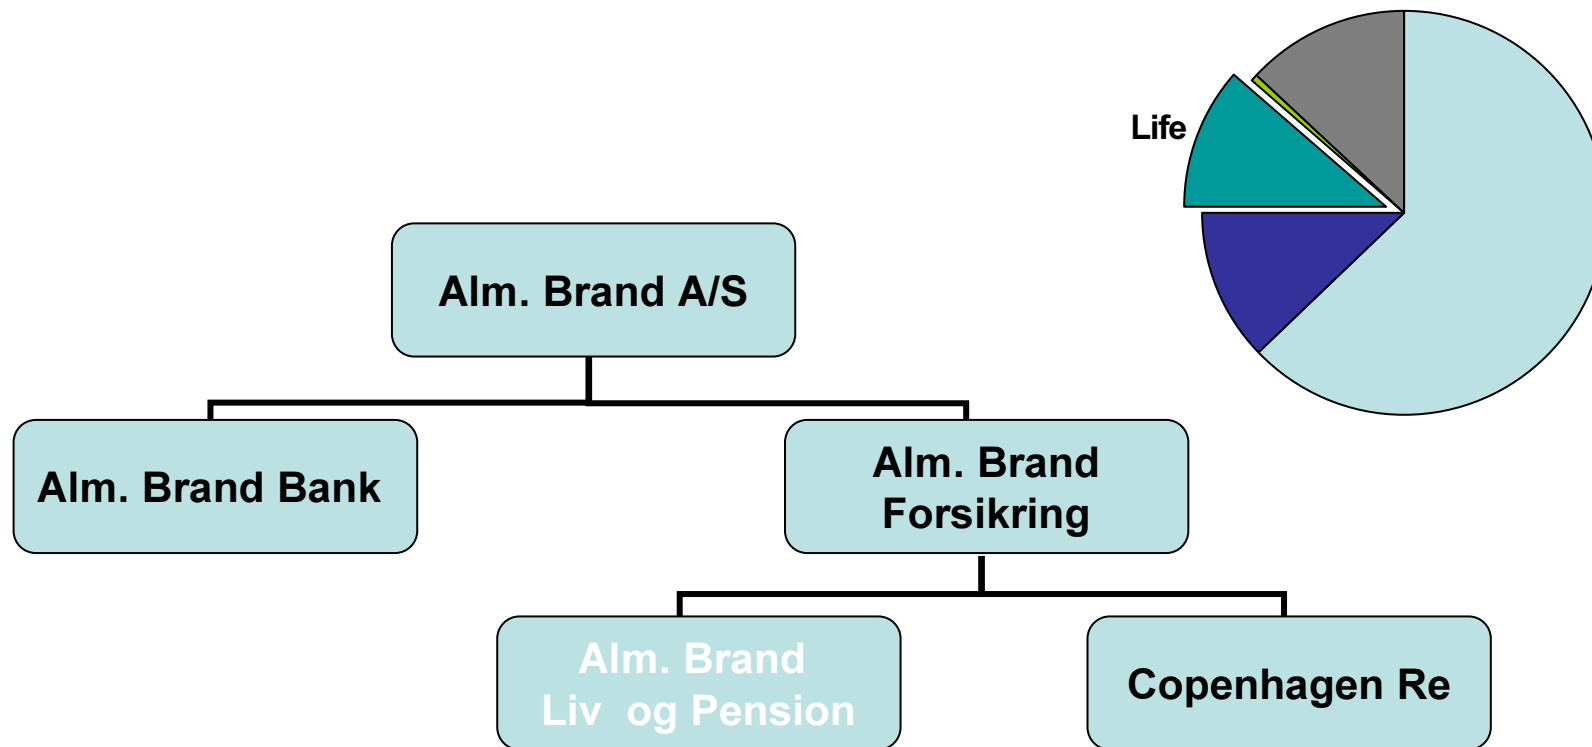 Life
Alm. Brand A/S
Alm. Brand Bank
Alm. Brand
Forsikring
Alm. Brand
Liv og Pension
Copenhagen Re